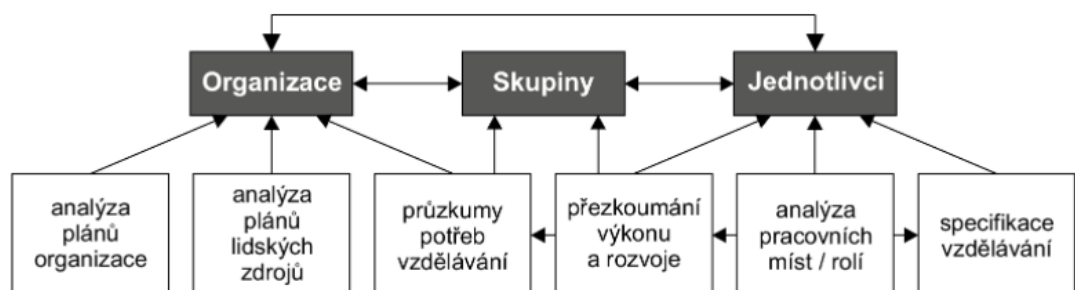 Organizace
Skupiny
Jednotlivci
analýza
plánů
organizace
analýza
plánů
lidských
zdrojů
průzkumy
potřeb
vzdělávání
přezkoumání
výkonu
a rozvoje
analýza
pracovních
míst / rolí
specifikace
vzdělávání